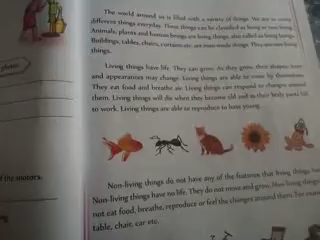 The world around us is filled with a variety of things. We see so many
different things everyday. These things can be classified as living or non-living.
Animals, plants and human beings are living things, also called as living beings.
Buildings, tables, chairs, curtains etc. are man-made things. They are non-living
things.
Living things have life. They can grow. As they grow, their shapes, sizes
and appearances may change. Living things are able to move by themselves.
They eat food and breathe air. Living things can respond to changes around
them. Living things will die when they become old and as their body parts fail
to work. Living things are able to reproduce to have young.
of the motors.
Non-living things do not have any of the features that living things have.
Non-living things have no life. They do not move and grow, like living things
not eat food, breathe, reproduce or feel the changes around them. For exam
table, chair, car etc.